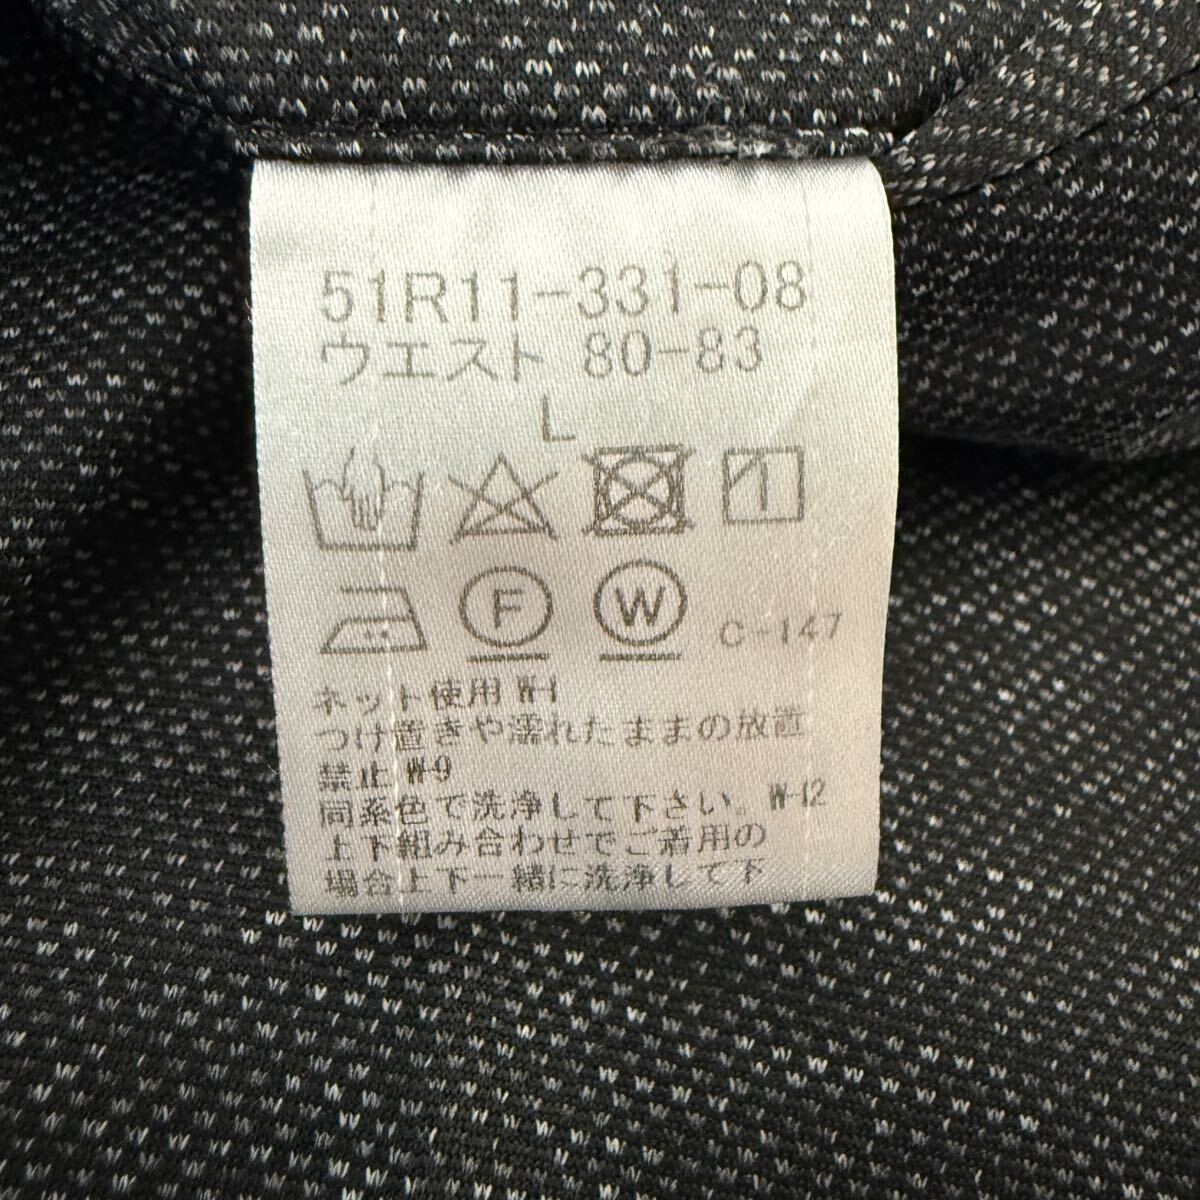 51R11-331-08
ウエスト 80-83
L
F W C-147
ネット使用 W-1
つけ置きや濡れたままの放置
禁止 W-9
同系色で洗浄して下さい。W-12
上下組み合わせでご着用の
場合上下一緒に洗浄して下